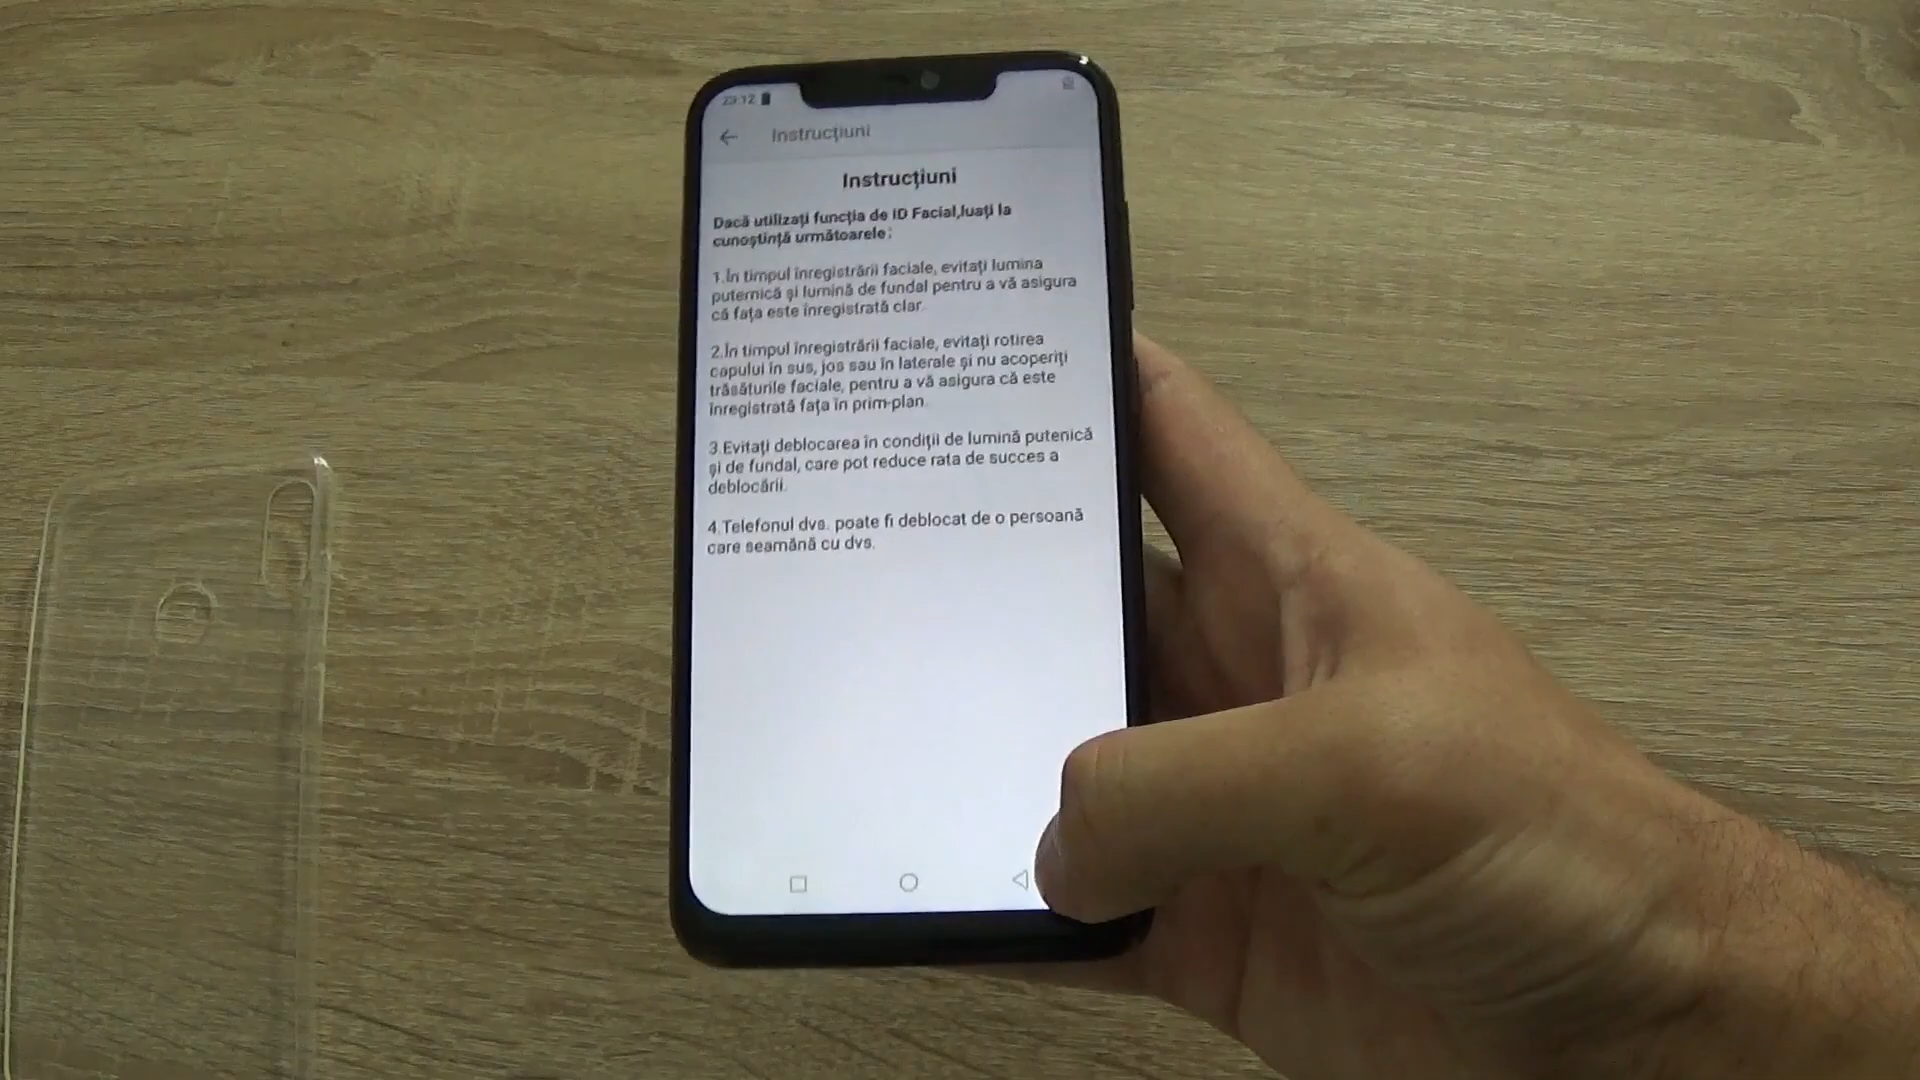 23:12
Instrucțiuni
Instrucțiuni
Dacă utilizați funcția de ID Facial,luați la
cunoștință următoarele:
1.În timpul înregistrării faciale, evitați lumina
puternică și lumină de fundal pentru a vă asigura
că fața este înregistrată clar.
2.În timpul înregistrării faciale, evitați rotirea
capului în sus, jos sau în laterale și nu acoperiți
trăsăturile faciale, pentru a vă asigura că este
înregistrată fața în prim-plan.
3.Evitați deblocarea în condiții de lumină putenică
și de fundal, care pot reduce rata de succes a
deblocării.
4.Telefonul dvs. poate fi deblocat de o persoană
care seamănă cu dvs.